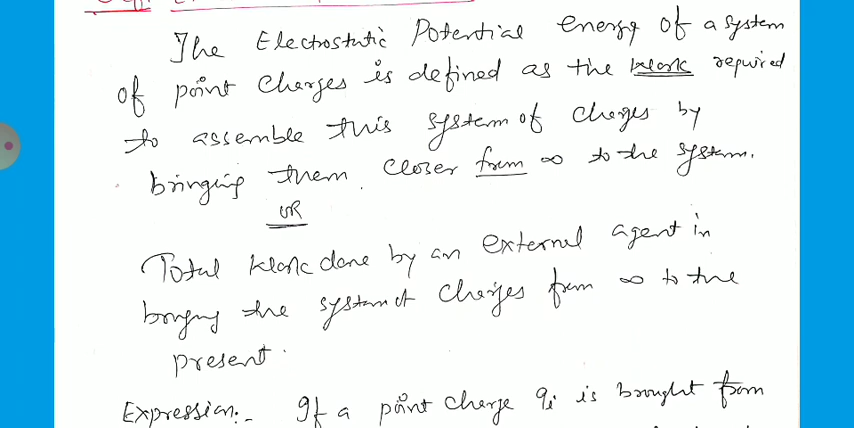 The Electrostatic Potential energy of a system
of point Charges is defined as the work required
to assemble this system of charges by
bringing them closer from ∞ to the system.
OR
Total work done by an external agent in
bringing the system of charges from ∞ to the
present.
Expression:- If a point charge qi is brought from